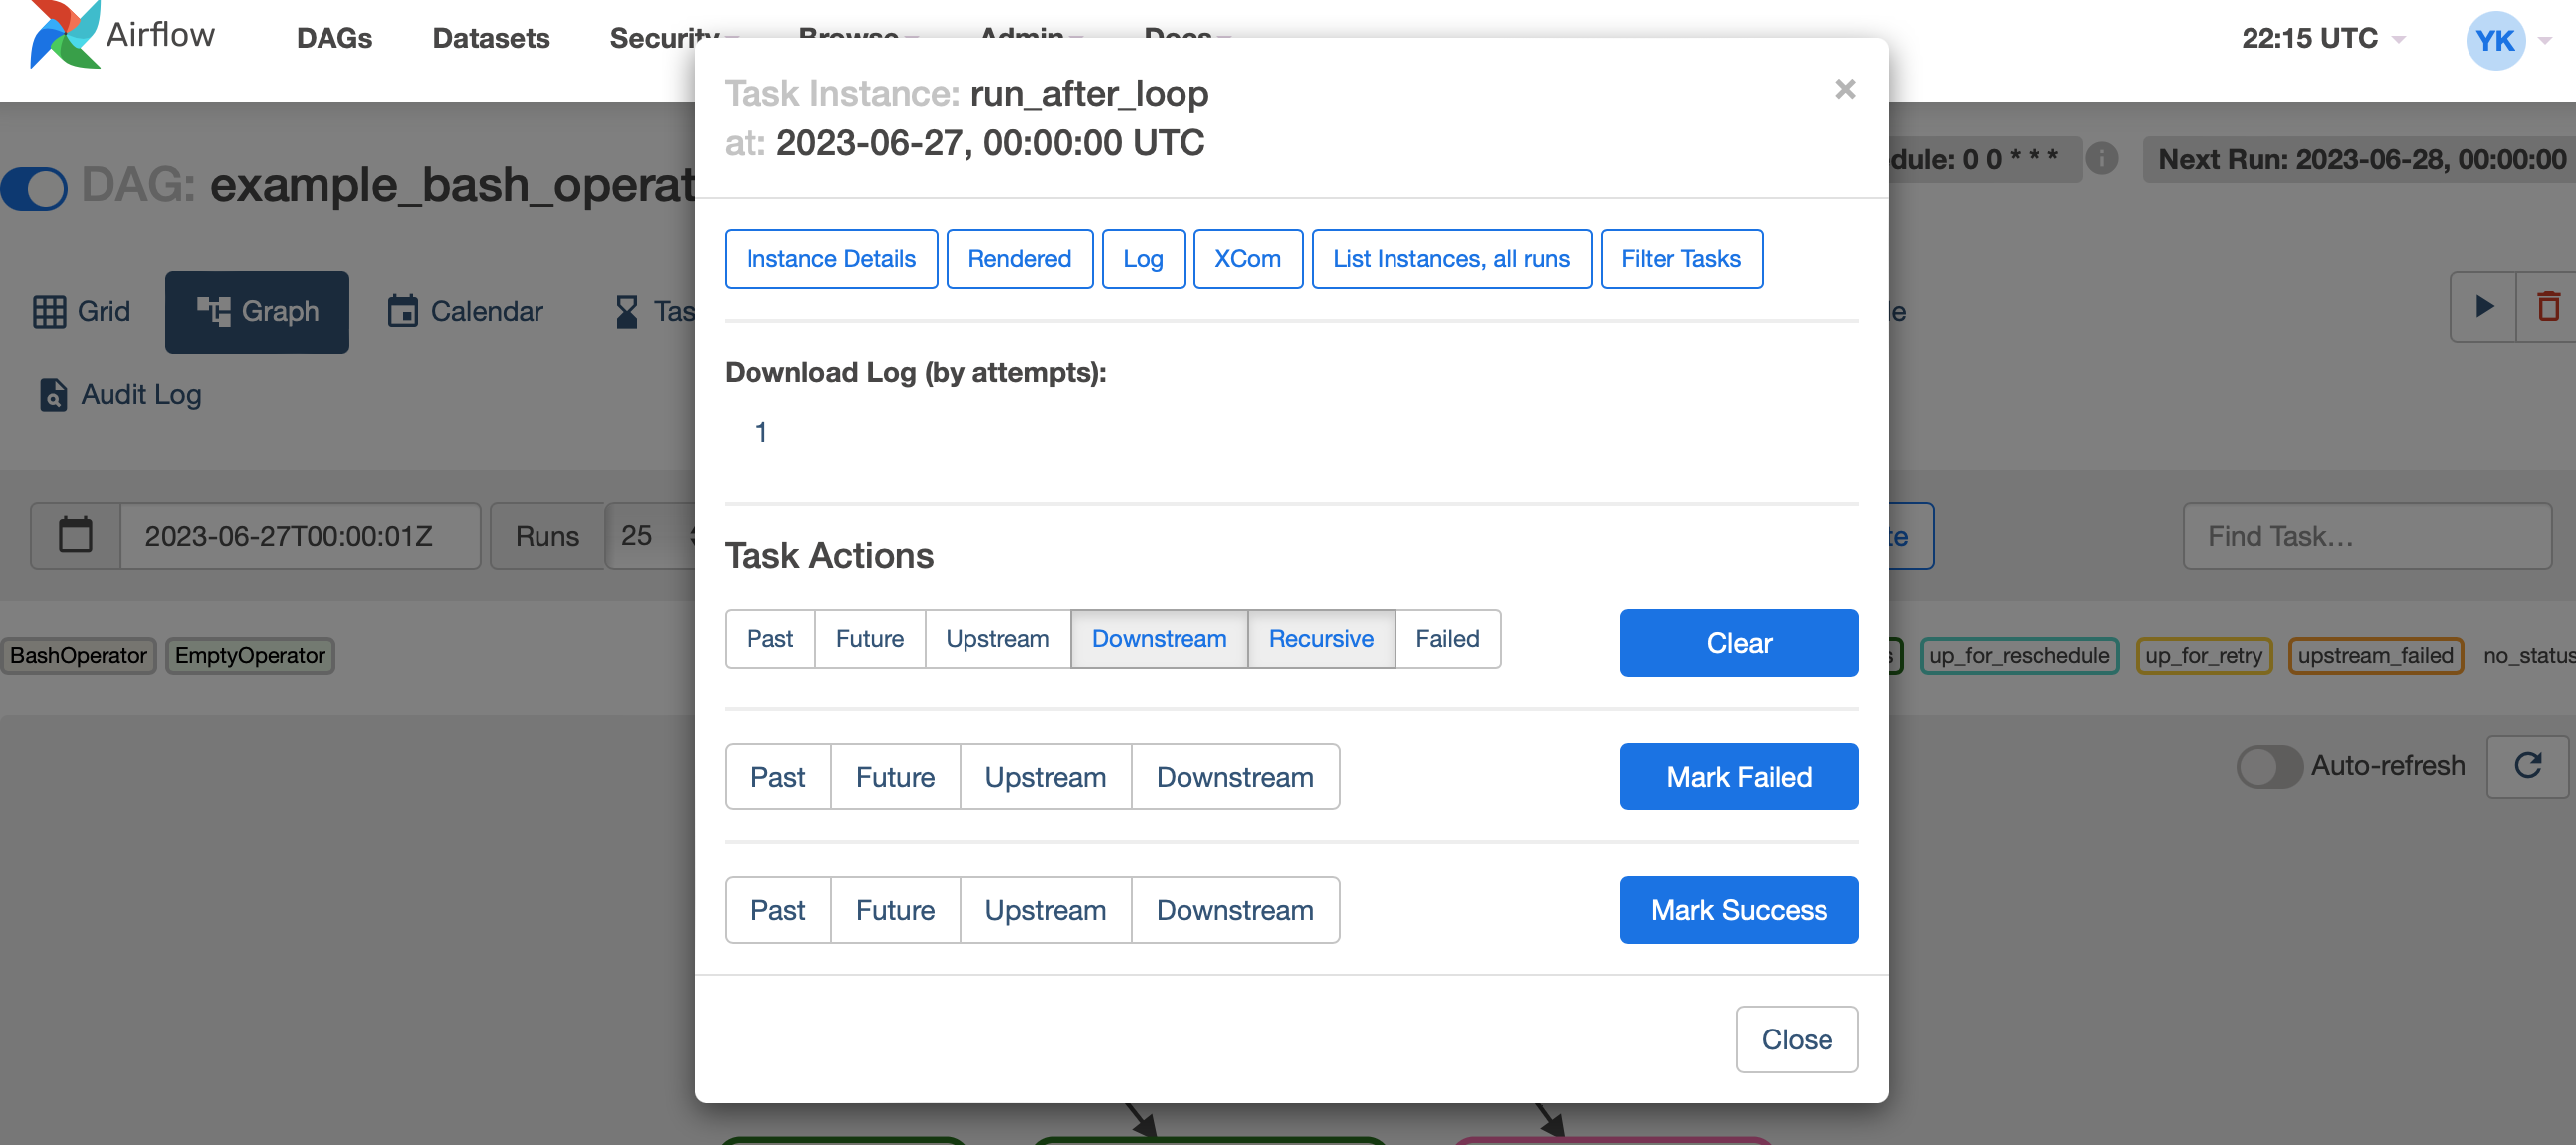 Airflow DAGs Datasets Security Browse Admin Docs 22:15 UTC YK
Task Instance: run_after_loop
at: 2023-06-27, 00:00:00 UTC
×
DAG: example_bash_operat
dule: 0 0 * * *
Next Run: 2023-06-28, 00:00:00
Instance Details Rendered Log XCom List Instances, all runs Filter Tasks
Grid Graph Calendar Tas
Audit Log
Download Log (by attempts):
1
2023-06-27T00:00:01Z Runs 25
te
Find Task...
Task Actions
Past Future Upstream Downstream Recursive Failed Clear
BashOperator EmptyOperator
s up_for_reschedule up_for_retry upstream_failed no_status
Past Future Upstream Downstream Mark Failed
Auto-refresh
Past Future Upstream Downstream Mark Success
Close